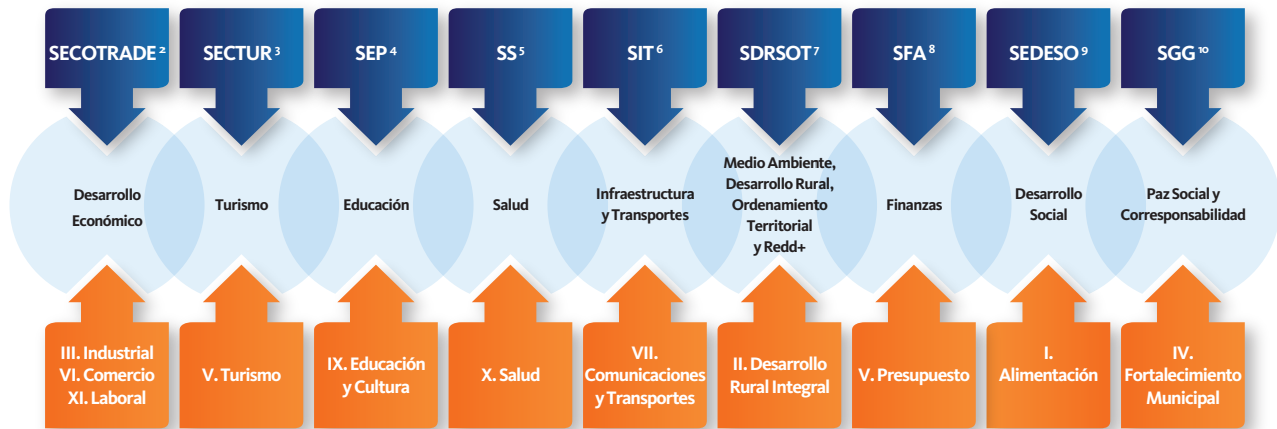 SECOTRADE ²
SECTUR ³
SEP ⁴
SS ⁵
SIT ⁶
SDRSOT ⁷
SFA ⁸
SEDESO ⁹
SGG ¹⁰
Desarrollo
Económico
Turismo
Educación
Salud
Infraestructura
y Transportes
Medio Ambiente,
Desarrollo Rural,
Ordenamiento
Territorial
y Redd+
Finanzas
Desarrollo
Social
Paz Social y
Corresponsabilidad
III. Industrial
VI. Comercio
XI. Laboral
V. Turismo
IX. Educación
y Cultura
X. Salud
VII.
Comunicaciones
y Transportes
II. Desarrollo
Rural Integral
V. Presupuesto
I.
Alimentación
IV.
Fortalecimiento
Municipal